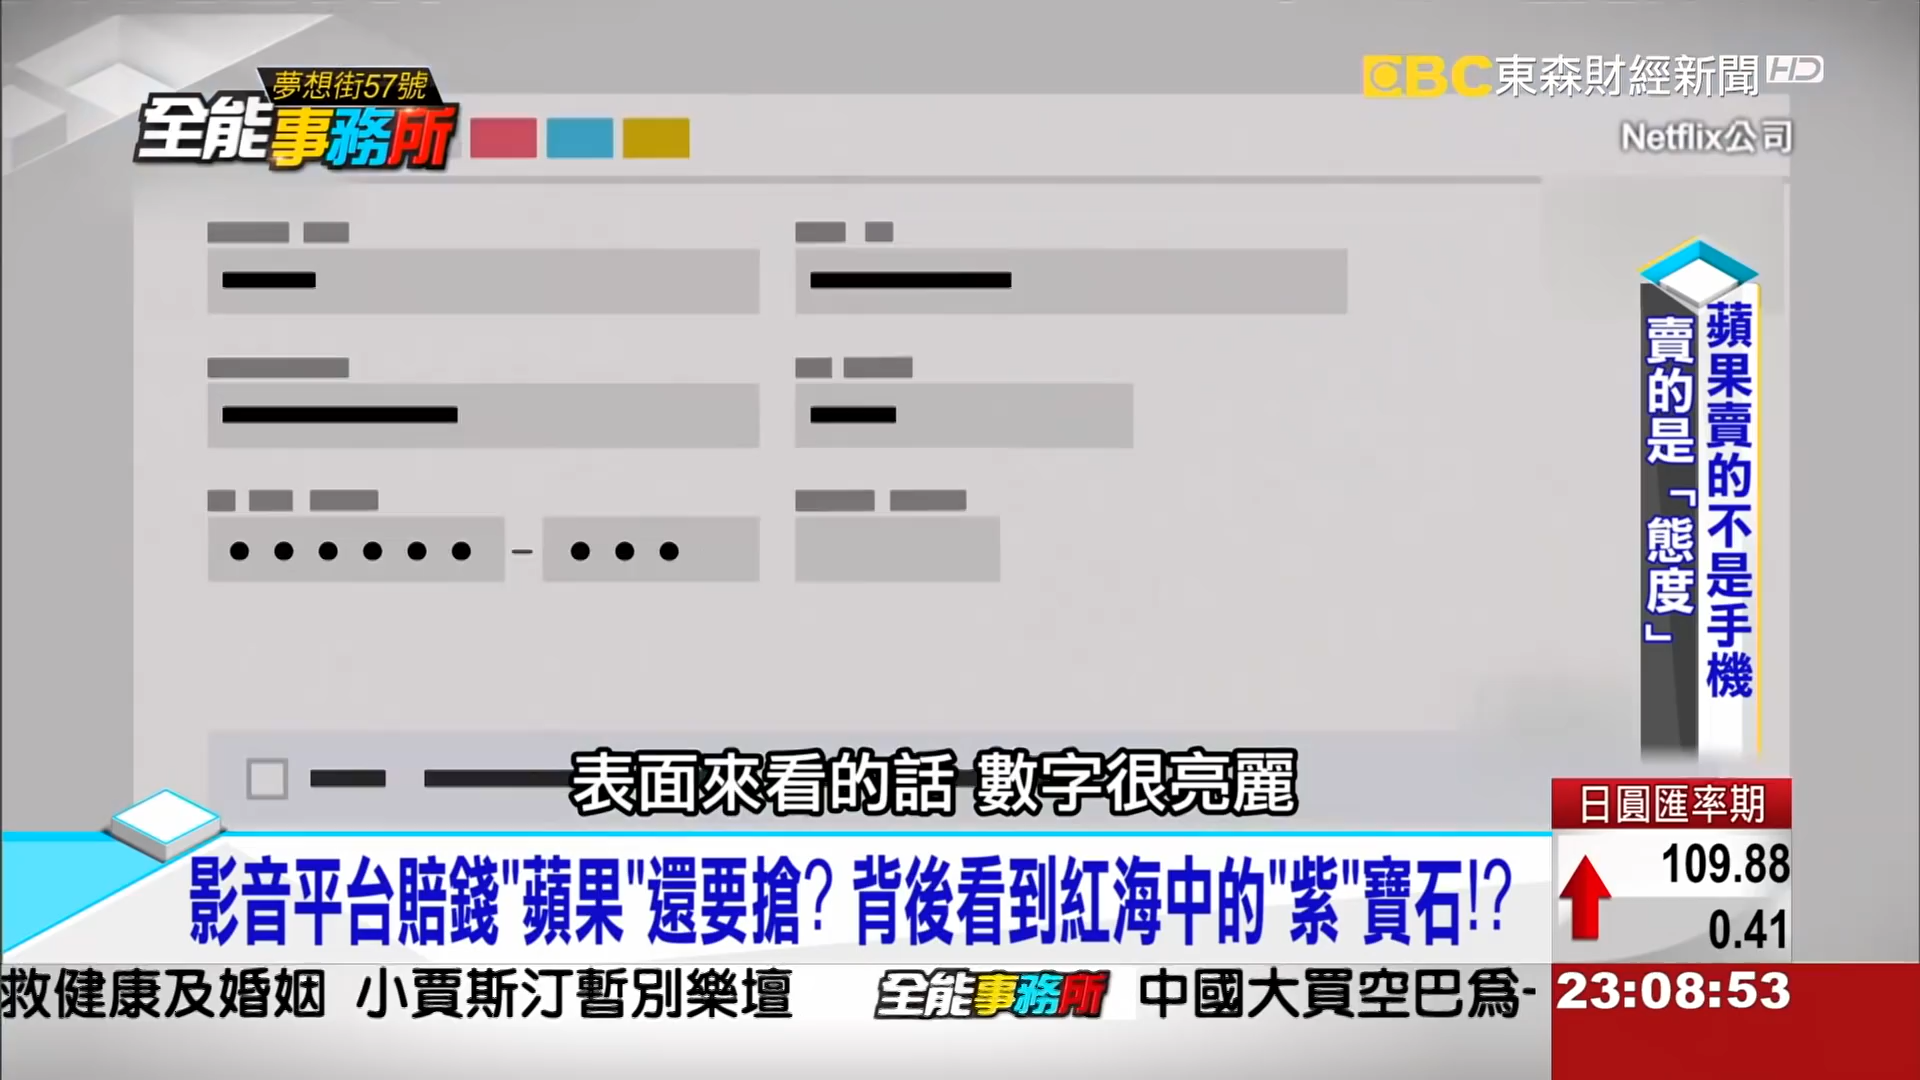 夢想街57號
全能事務所
EBC東森財經新聞HD
Netflix公司
蘋果賣的不是手機
賣的是「態度」
表面來看的話 數字很亮麗
影音平台賠錢"蘋果"還要搶? 背後看到紅海中的"紫"寶石!?
日圓匯率期
109.88
0.41
救健康及婚姻 小賈斯汀暫別樂壇 全能事務所 中國大買空巴為-
23:08:53